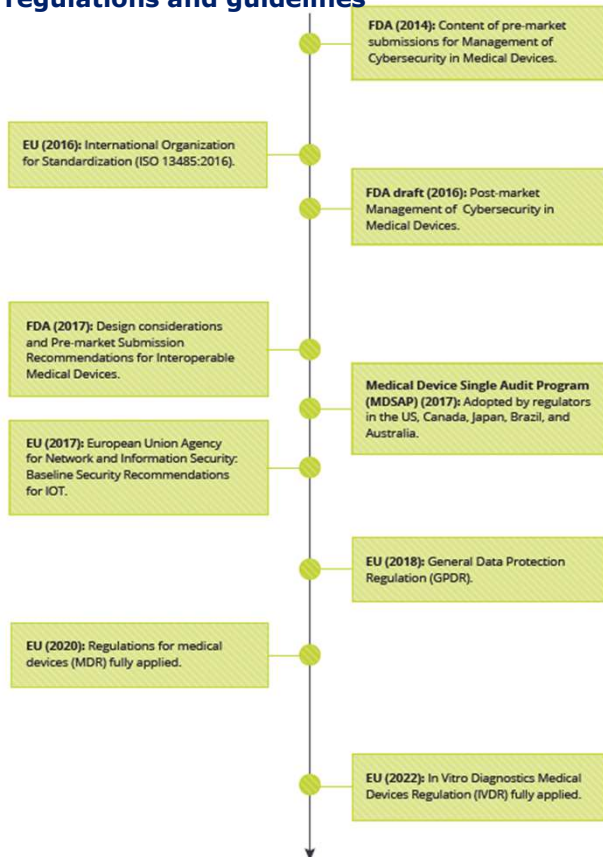 regulations and guidelines
FDA (2014): Content of pre-market
submissions for Management of
Cybersecurity in Medical Devices.
EU (2016): International Organization
for Standardization (ISO 13485:2016).
FDA draft (2016): Post-market
Management of Cybersecurity in
Medical Devices.
FDA (2017): Design considerations
and Pre-market Submission
Recommendations for Interoperable
Medical Devices.
Medical Device Single Audit Program
(MDSAP) (2017): Adopted by regulators
in the US, Canada, Japan, Brazil, and
Australia.
EU (2017): European Union Agency
for Network and Information Security:
Baseline Security Recommendations
for IOT.
EU (2018): General Data Protection
Regulation (GPDR).
EU (2020): Regulations for medical
devices (MDR) fully applied.
EU (2022): In Vitro Diagnostics Medical
Devices Regulation (IVDR) fully applied.